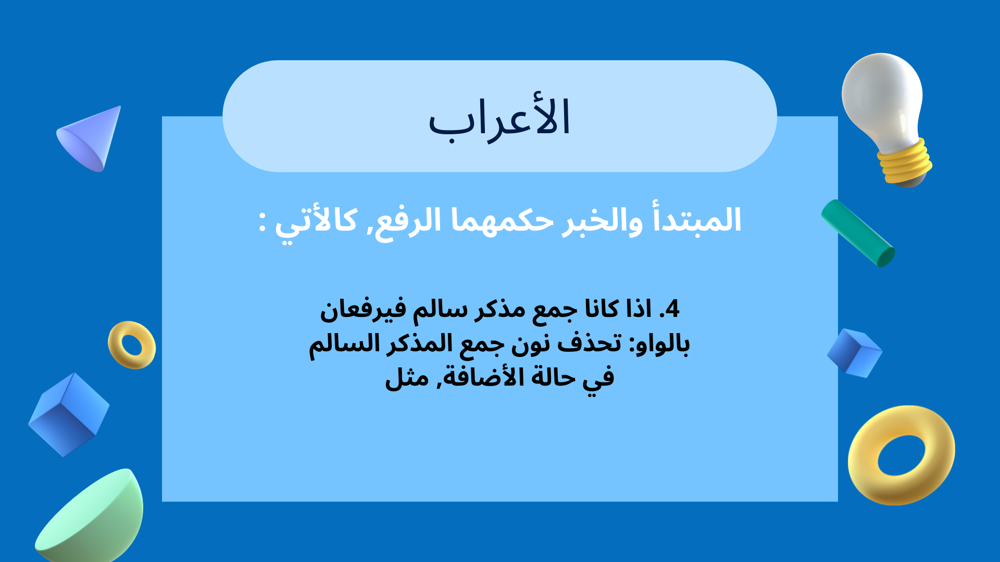 الأعراب
المبتدأ والخبر حكمهما الرفع, كالأتي :
4. اذا كانا جمع مذكر سالم فيرفعان
بالواو: تحذف نون جمع المذكر السالم
في حالة الأضافة, مثل